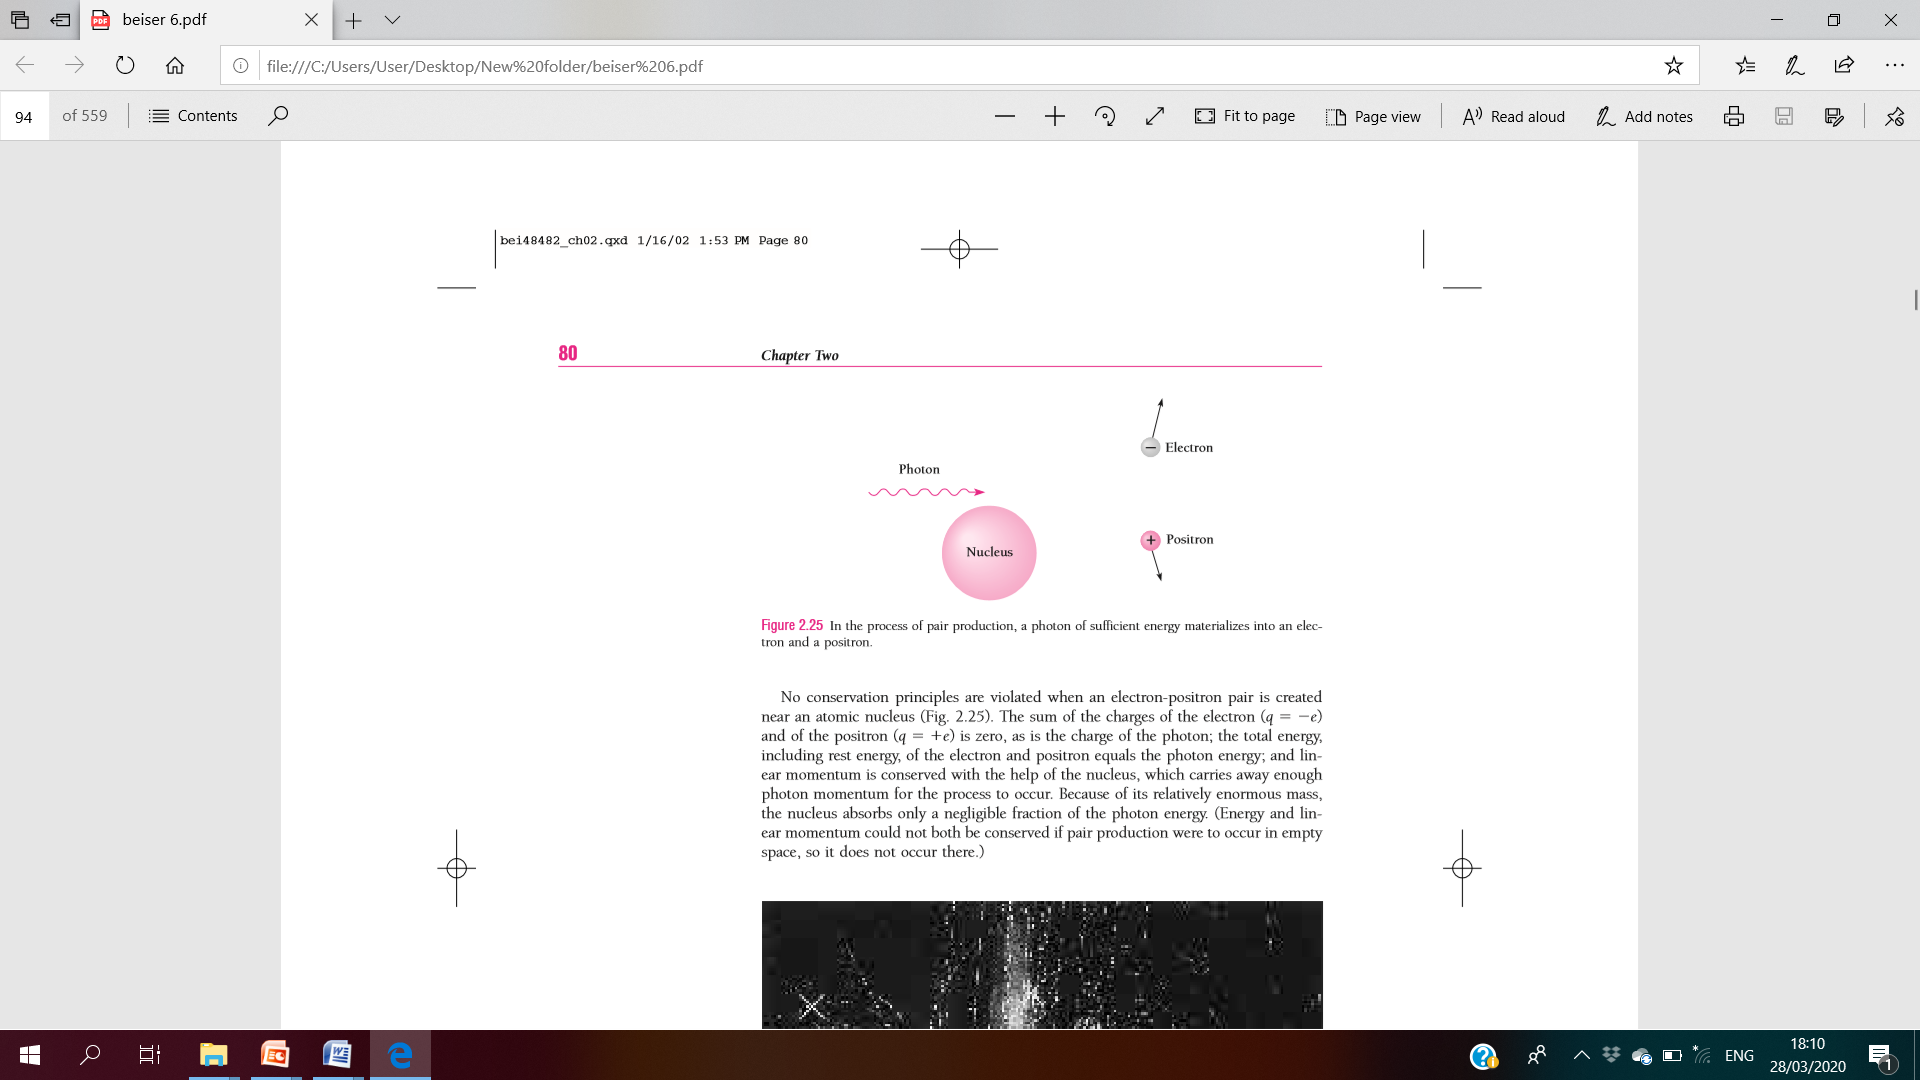 beiser 6.pdf
file:///C:/Users/User/Desktop/New%20folder/beiser%206.pdf
94 of 559 Contents Fit to page Page view Read aloud Add notes
bei48482_ch02.qxd 1/16/02 1:53 PM Page 80
80 Chapter Two
Electron
Photon
Nucleus
Positron
Figure 2.25 In the process of pair production, a photon of sufficient energy materializes into an elec-
tron and a positron.
No conservation principles are violated when an electron-positron pair is created
near an atomic nucleus (Fig. 2.25). The sum of the charges of the electron (q = −e)
and of the positron (q = +e) is zero, as is the charge of the photon; the total energy,
including rest energy, of the electron and positron equals the photon energy; and lin-
ear momentum is conserved with the help of the nucleus, which carries away enough
photon momentum for the process to occur. Because of its relatively enormous mass,
the nucleus absorbs only a negligible fraction of the photon energy. (Energy and lin-
ear momentum could not both be conserved if pair production were to occur in empty
space, so it does not occur there.)
ENG
18:10
28/03/2020
1